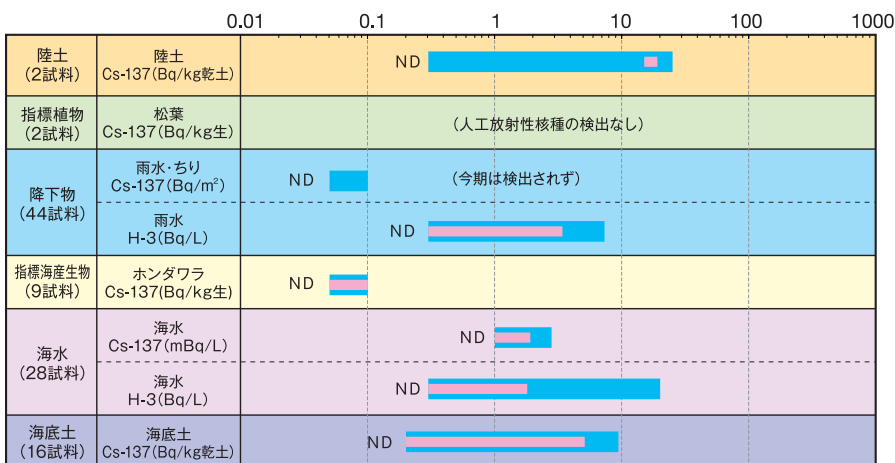 0.01 0.1 1 10 100 1000
陸土
(2試料)
陸土
Cs-137(Bq/kg乾土)
ND
指標植物
(2試料)
松葉
Cs-137(Bq/kg生)
(人工放射性核種の検出なし)
降下物
(44試料)
雨水・ちり
Cs-137(Bq/m²)
ND
(今期は検出されず)
雨水
H-3(Bq/L)
ND
指標海産生物
(9試料)
ホンダワラ
Cs-137(Bq/kg生)
ND
海水
(28試料)
海水
Cs-137(mBq/L)
ND
海水
H-3(Bq/L)
ND
海底土
(16試料)
海底土
Cs-137(Bq/kg乾土)
ND